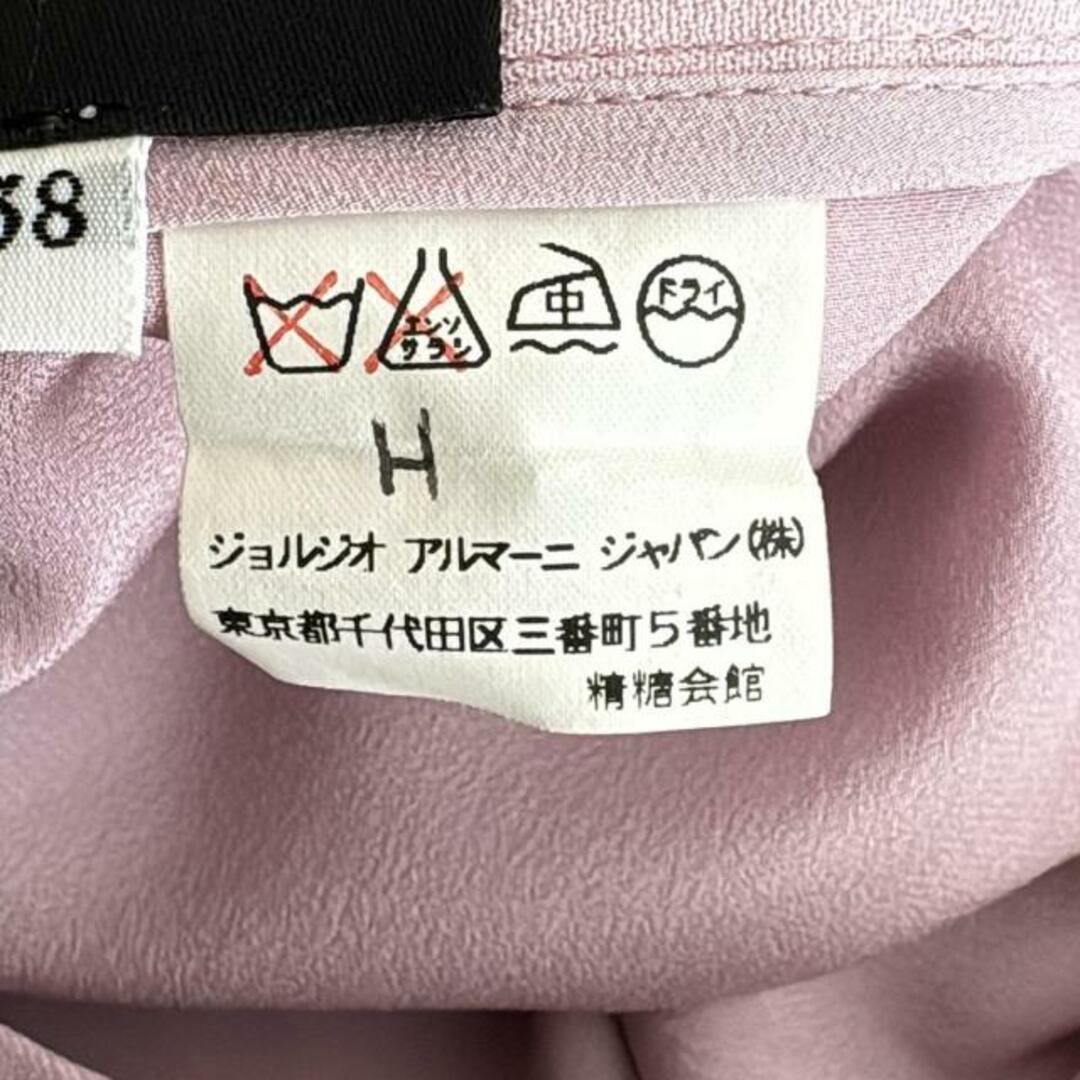 38
エンソ サラシ
中
ドライ
エ
ジョルジオ アルマーニ ジャパン(株)
東京都千代田区三番町5番地
精糖会館